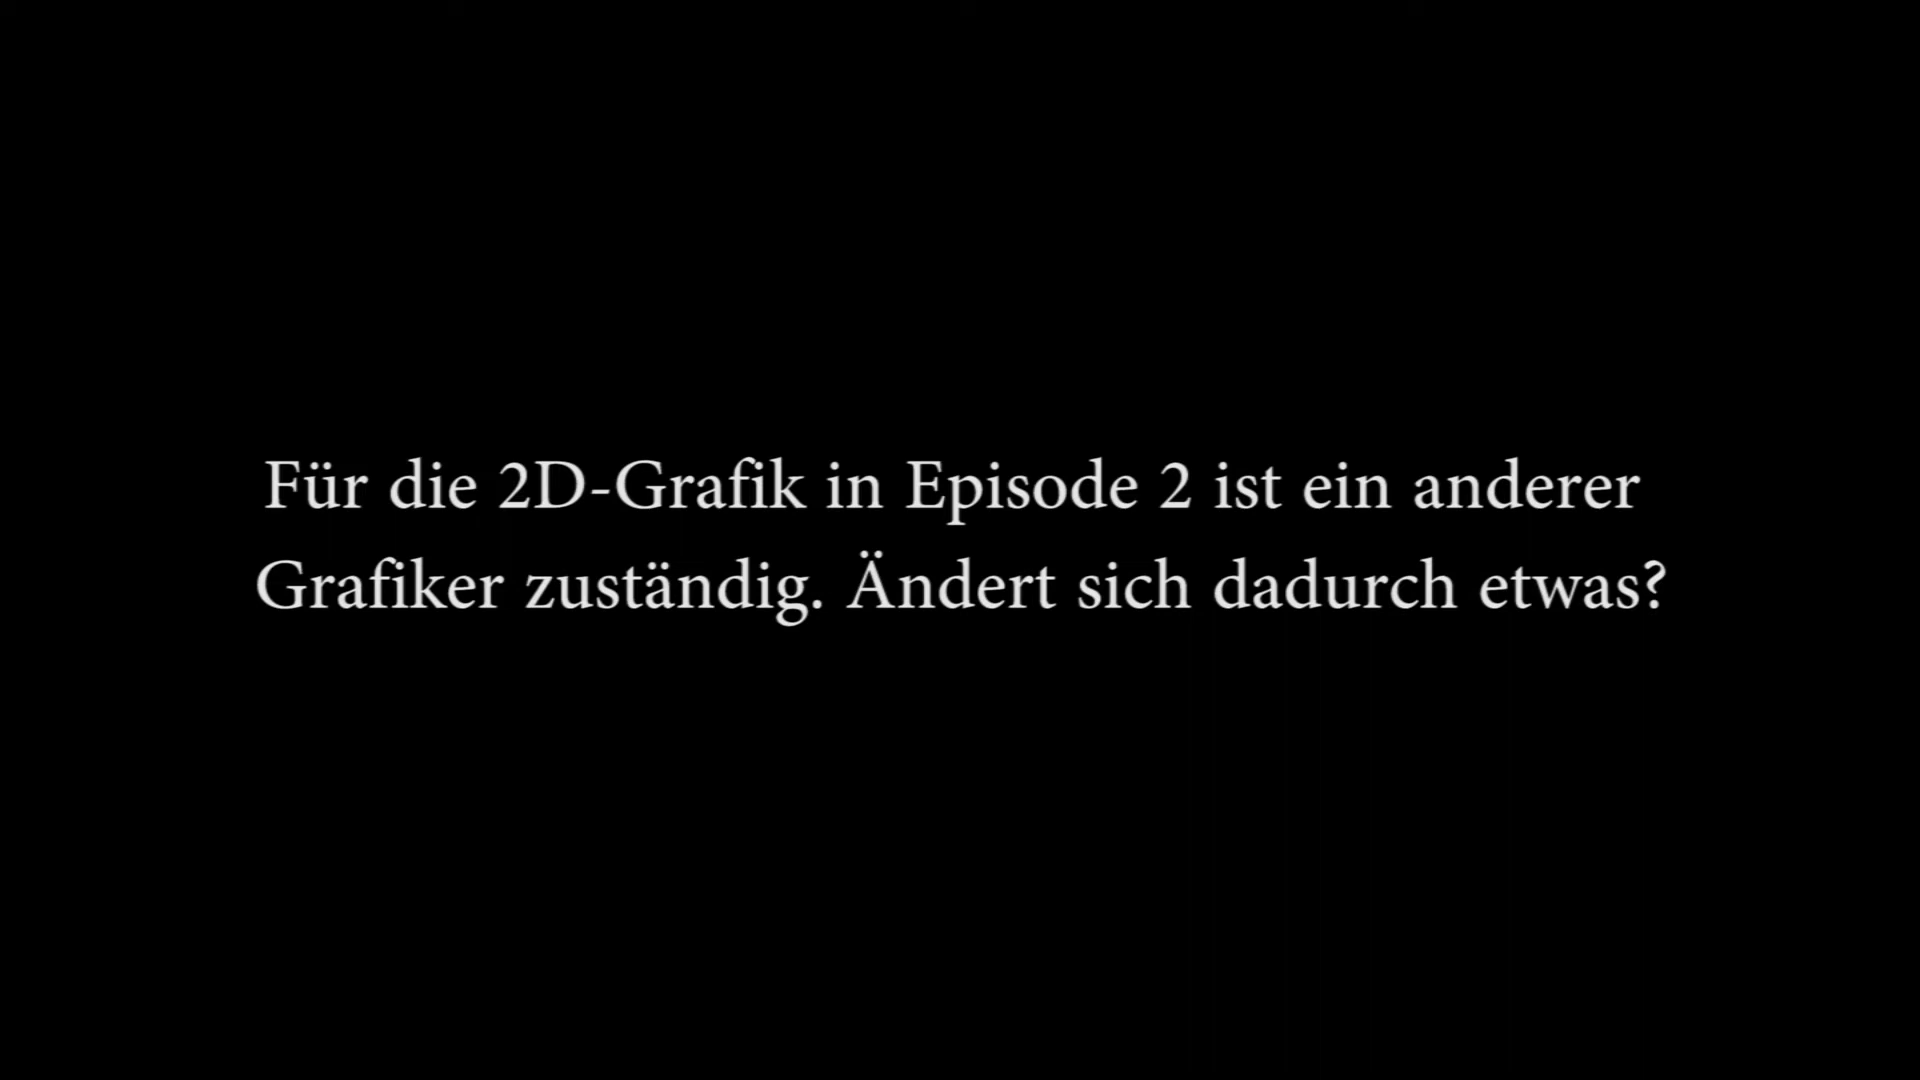 Für die 2D-Grafik in Episode 2 ist ein anderer
Grafiker zuständig. Ändert sich dadurch etwas?